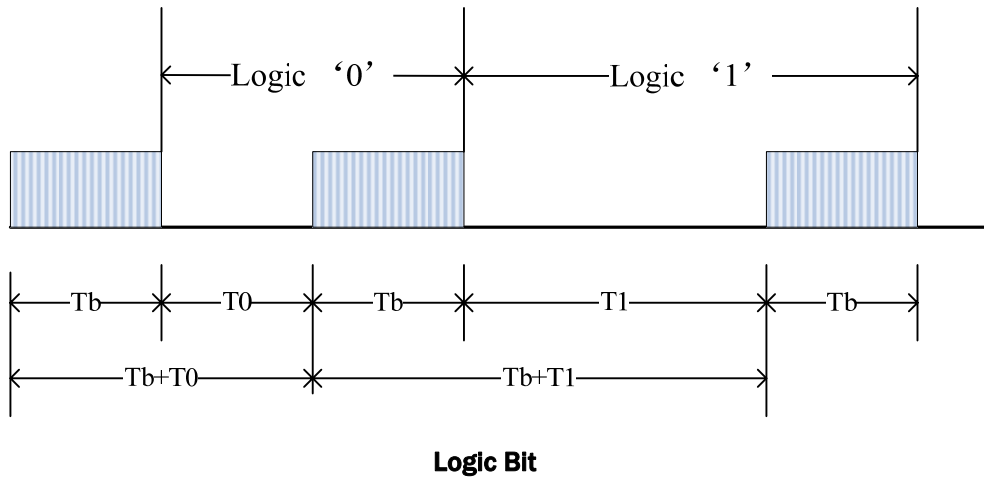 Logic ‘0’ Logic ‘1’
Tb T0 Tb T1 Tb
Tb+T0 Tb+T1
Logic Bit